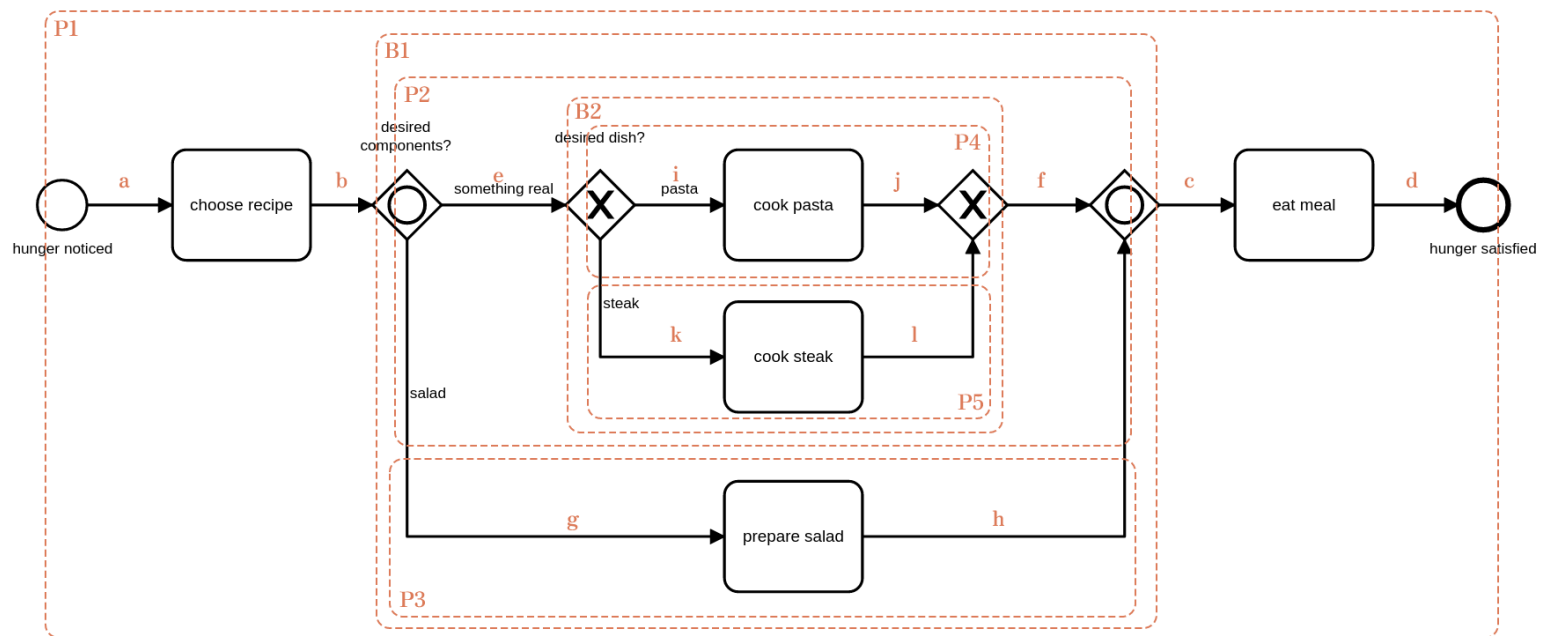 P1
B1
P2
B2
desired
components?
desired dish?
P4
a
b
e
something real
i
pasta
j
f
c
d
choose recipe
cook pasta
eat meal
hunger noticed
hunger satisfied
steak
k
cook steak
l
salad
P5
g
prepare salad
h
P3